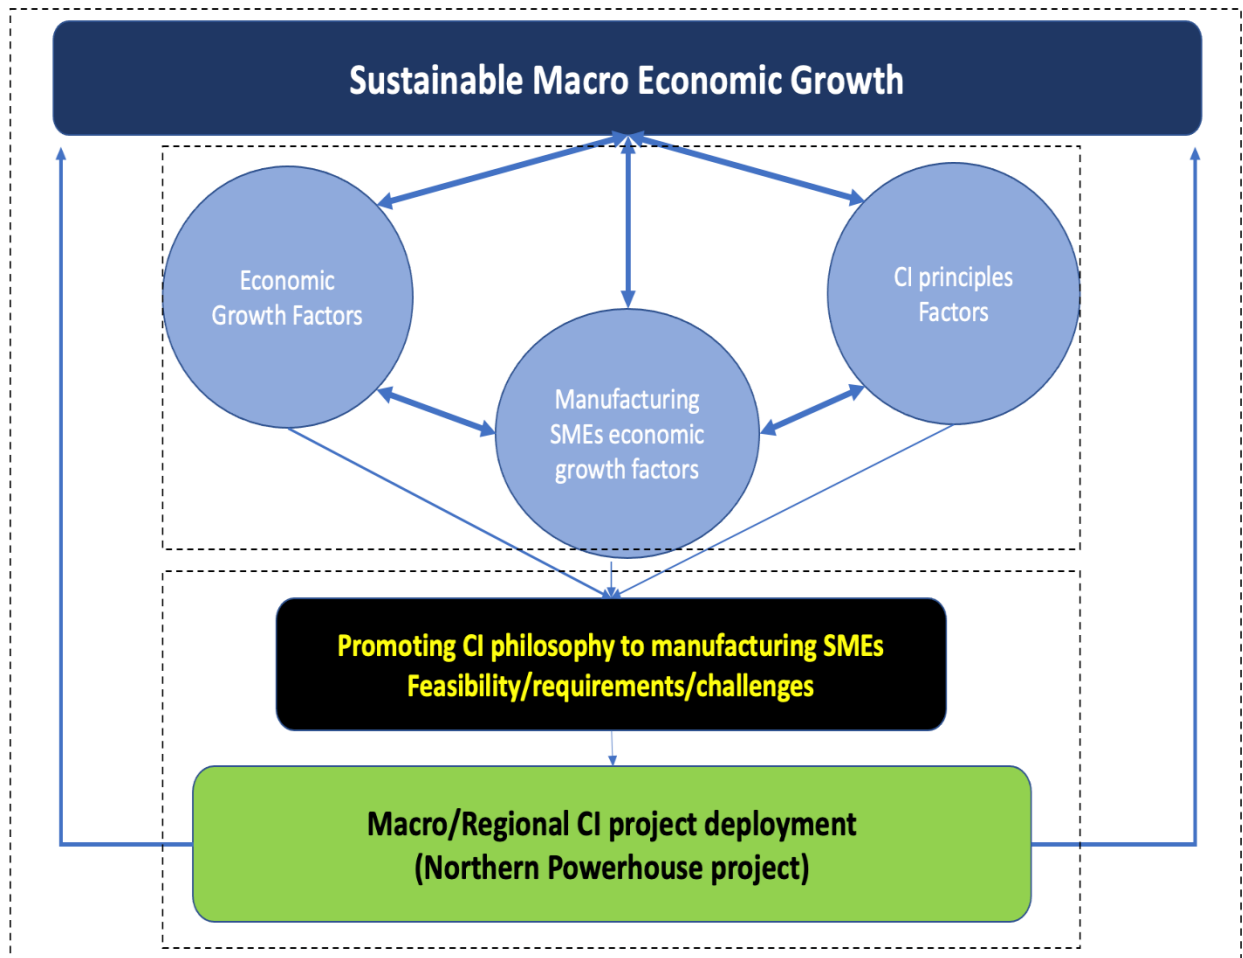 Sustainable Macro Economic Growth
Economic
Growth Factors
CI principles
Factors
Manufacturing
SMEs economic
growth factors
Promoting CI philosophy to manufacturing SMEs
Feasibility/requirements/challenges
Macro/Regional CI project deployment
(Northern Powerhouse project)